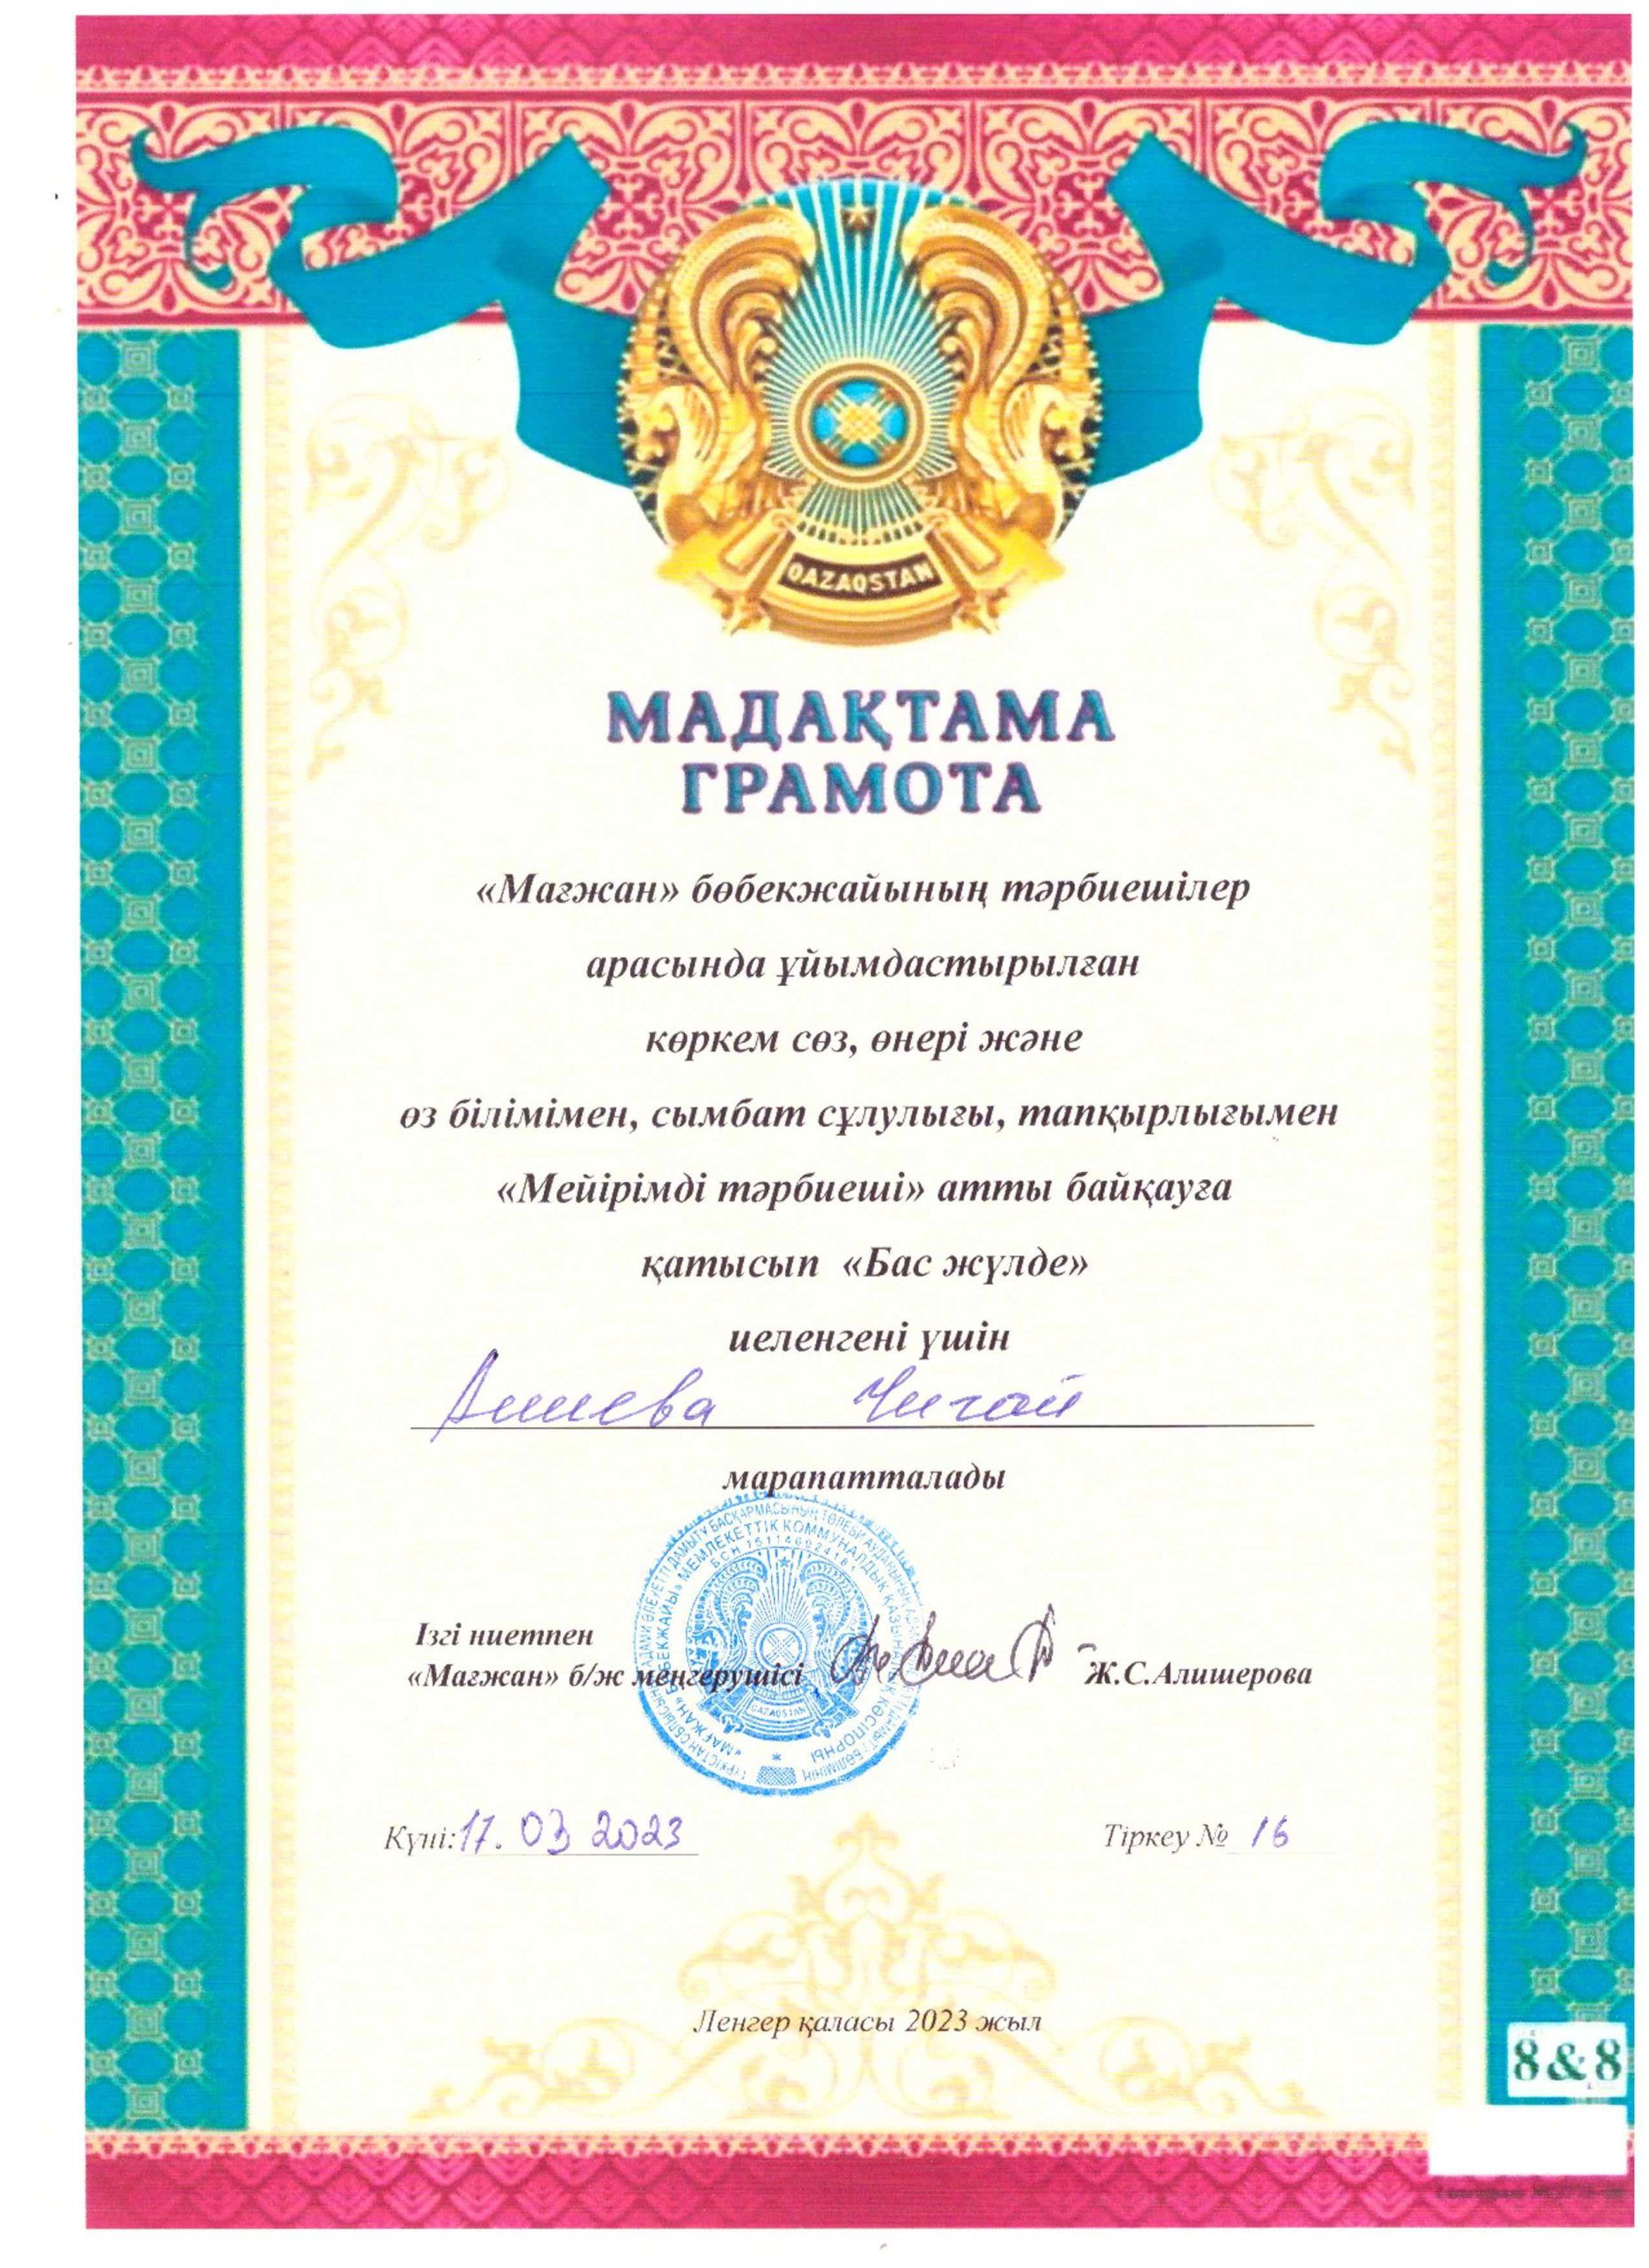 QAZAQSTAN
МАДАҚТАМА
ГРАМОТА
«Мағжан» бөбекжайының тәрбиешілер
арасында ұйымдастырылған
көркем сөз, өнері және
өз білімімен, сымбат сұлулығы, тапқырлығымен
«Мейірімді тәрбиеші» атты байқауға
қатысып «Бас жүлде»
иеленгені үшін
марапатталады
Ізгі ниетпен
«Мағжан» б/ж меңгерушісі Ж.С.Алишерова
Күні: 17. 03 2023 Тіркеу № 16
Ленгер қаласы 2023 жыл
8&8